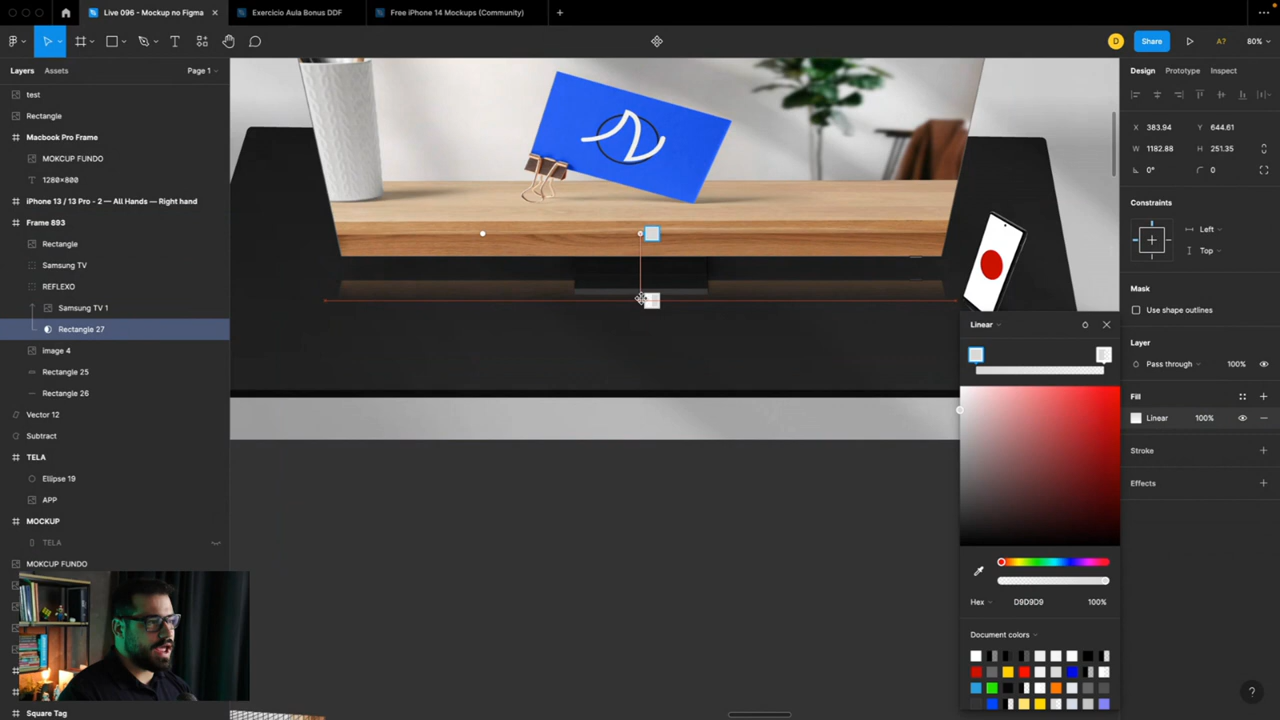 Live 096 - Mockup no Figma
Exercício Aula Bonus DDF
Free iPhone 14 Mockups (Community)
D
Share
A?
80%
Layers
Assets
Page 1
test
Rectangle
Macbook Pro Frame
MOKCUP FUNDO
1280×800
iPhone 13 / 13 Pro - 2 — All Hands — Right hand
Frame 893
Rectangle
Samsung TV
REFLEXO
Samsung TV 1
Rectangle 27
image 4
Rectangle 25
Rectangle 26
Vector 12
Subtract
TELA
Ellipse 19
APP
MOCKUP
TELA
MOKCUP FUNDO
Square Tag
Design
Prototype
Inspect
X 383.94
Y 644.61
W 1182.88
H 251.35
0°
0
Constraints
Left
Top
Mask
Use shape outlines
Layer
Pass through
100%
Fill
Linear
100%
Stroke
Effects
Linear
Hex
D9D9D9
100%
Document colors
?